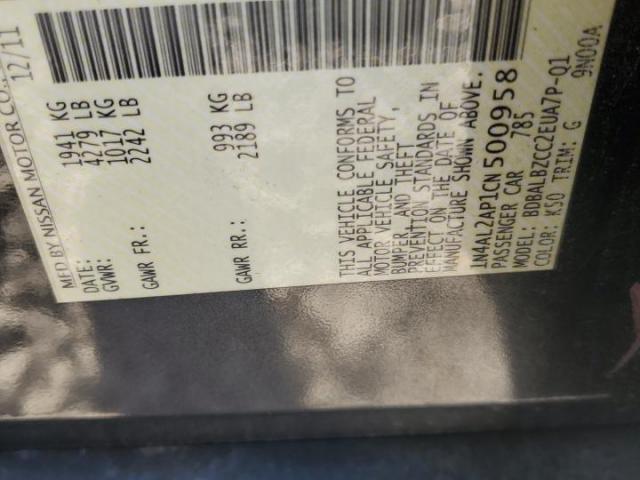 MFD BY NISSAN MOTOR CO.,
DATE: 12/11
GVWR: 1941 KG
4279 LB
GAWR FR.: 1017 KG
2242 LB
GAWR RR.: 993 KG
2189 LB
THIS VEHICLE CONFORMS TO
ALL APPLICABLE FEDERAL
MOTOR VEHICLE SAFETY,
BUMPER, AND THEFT
PREVENTION STANDARDS IN
EFFECT ON THE DATE OF
MANUFACTURE SHOWN ABOVE.
1N4AL2AP1CN500958
PASSENGER CAR 785
MODEL: BDBALBZCC2EUA7P-01
COLOR: K50 TRIM: G 9N00A